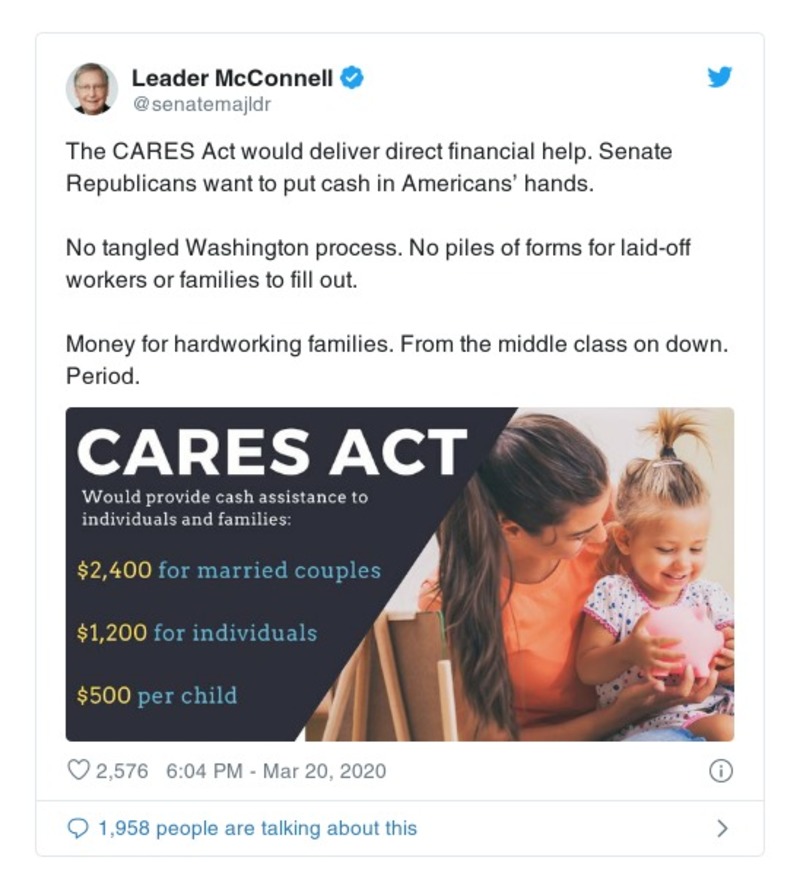 Leader McConnell
@senatemajldr
The CARES Act would deliver direct financial help. Senate
Republicans want to put cash in Americans’ hands.
No tangled Washington process. No piles of forms for laid-off
workers or families to fill out.
Money for hardworking families. From the middle class on down.
Period.
CARES ACT
Would provide cash assistance to
individuals and families:
$2,400 for married couples
$1,200 for individuals
$500 per child
2,576 6:04 PM - Mar 20, 2020
1,958 people are talking about this